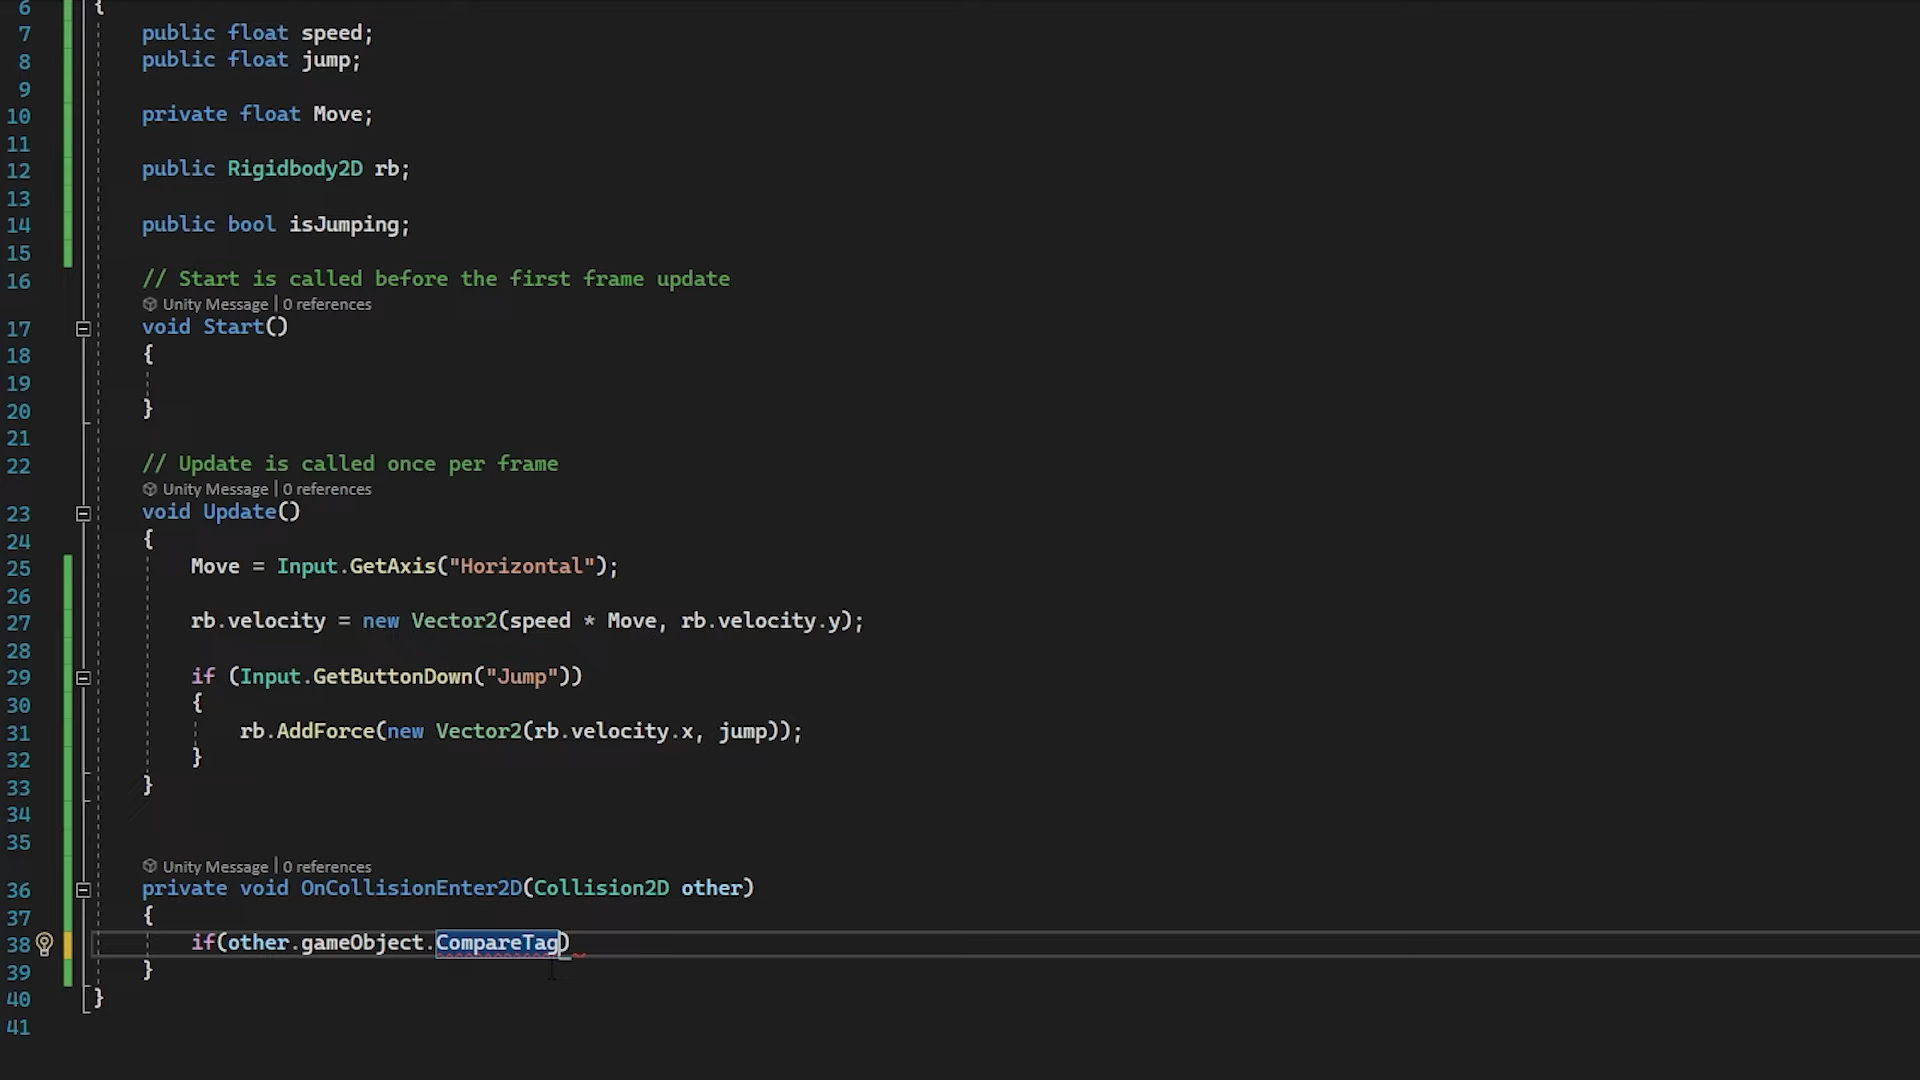 6 {
7 public float speed;
8 public float jump;
9
10 private float Move;
11
12 public Rigidbody2D rb;
13
14 public bool isJumping;
15
16 // Start is called before the first frame update
Unity Message | 0 references
17 void Start()
18 {
19
20 }
21
22 // Update is called once per frame
Unity Message | 0 references
23 void Update()
24 {
25 Move = Input.GetAxis("Horizontal");
26
27 rb.velocity = new Vector2(speed * Move, rb.velocity.y);
28
29 if (Input.GetButtonDown("Jump"))
30 {
31 rb.AddForce(new Vector2(rb.velocity.x, jump));
32 }
33 }
34
35
Unity Message | 0 references
36 private void OnCollisionEnter2D(Collision2D other)
37 {
38 if(other.gameObject.CompareTag)
39 }
40 }
41